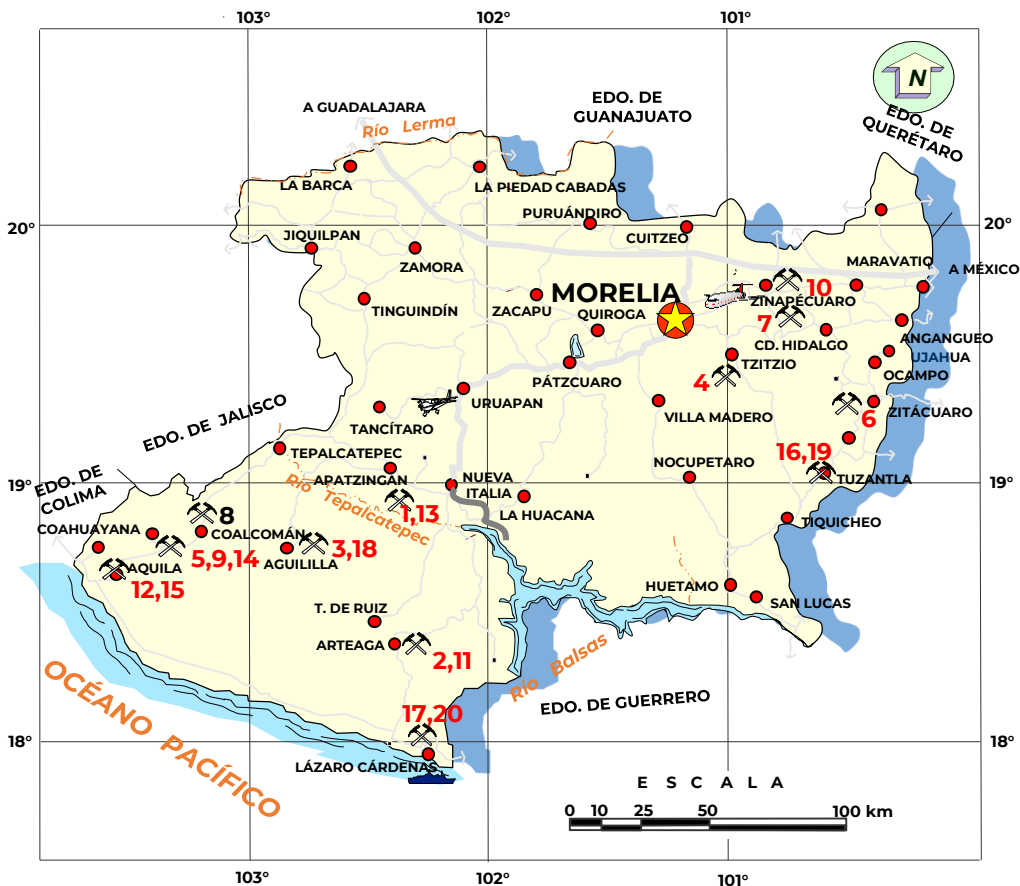 103°
102°
101°
N
A GUADALAJARA
Río Lerma
EDO. DE
GUANAJUATO
EDO. DE
QUERÉTARO
LA BARCA
LA PIEDAD CABADAS
PURUÁNDIRO
20°
20°
JIQUILPAN
CUITZEO
ZAMORA
MARAVATIO
A MÉXICO
MORELIA
ZINAPÉCUARO
10
TINGUINDÍN
ZACAPU
QUIROGA
7
CD. HIDALGO
ANGANGUEO
UJAHUA
TZITZIO
OCAMPO
PÁTZCUARO
4
URUAPAN
VILLA MADERO
ZITÁCUARO
6
EDO. DE JALISCO
TANCÍTARO
TEPALCATEPEC
16,19
NOCUPETARO
EDO. DE
COLIMA
APATZINGÁN
NUEVA
ITALIA
TUZANTLA
19°
19°
Río Tepalcatepec
1,13
LA HUACANA
TIQUICHEO
8
COAHUAYANA
COALCOMÁN
3,18
5,9,14
AGUILILLA
AQUILA
12,15
HUETAMO
SAN LUCAS
T. DE RUIZ
ARTEAGA
2,11
Río Balsas
OCÉANO PACÍFICO
EDO. DE GUERRERO
17,20
18°
18°
LÁZARO CÁRDENAS
E S C A L A
0 10 25 50 100 km
103°
102°
101°